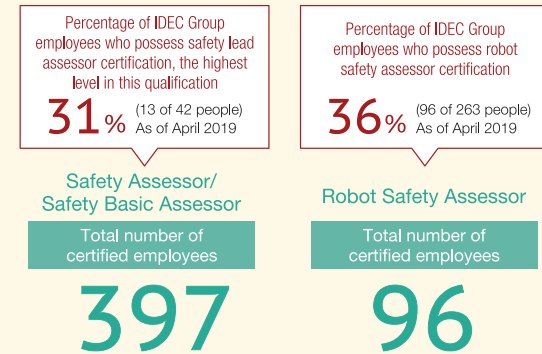 Percentage of IDEC Group
employees who possess safety lead
assessor certification, the highest
level in this qualification
31% (13 of 42 people)
As of April 2019
Safety Assessor/
Safety Basic Assessor
Total number of
certified employees
397
Percentage of IDEC Group
employees who possess robot
safety assessor certification
36% (96 of 263 people)
As of April 2019
Robot Safety Assessor
Total number of
certified employees
96